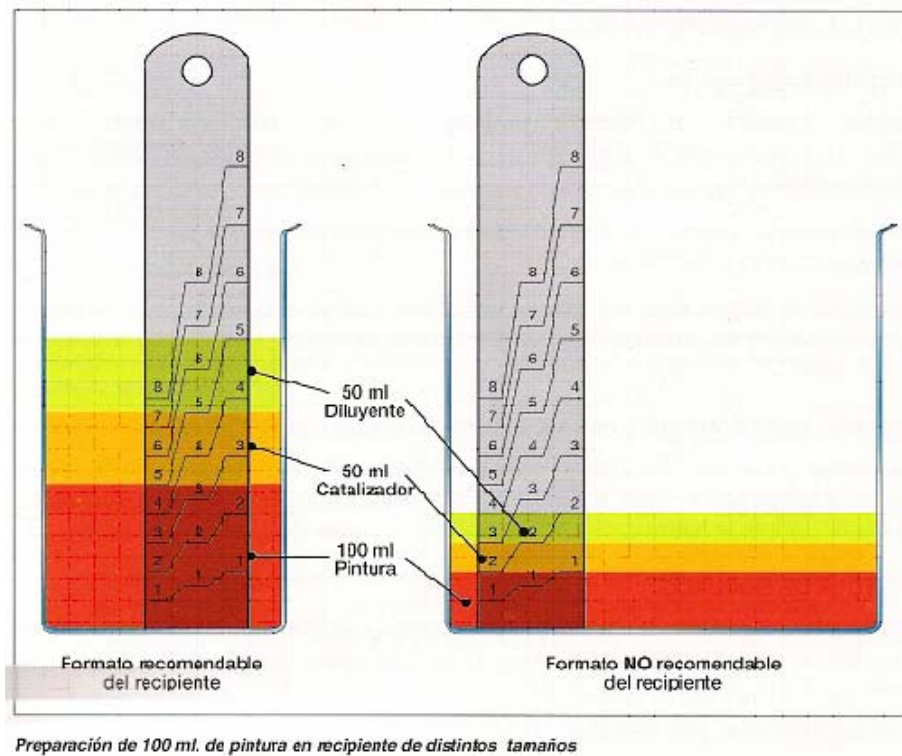 8
7
8 6
7
6 5
8 4
5
7
6 4 3
5
3 2
4
2
2 1
1
1
50 ml
Diluyente
50 ml
Catalizador
100 ml
Pintura
8
7
8 6
7 5
6
8 4
5
7
6 4 3
5
3 2
4
3 2
2 1
1
1
Formato recomendable
del recipiente
Formato NO recomendable
del recipiente
Preparación de 100 ml. de pintura en recipiente de distintos tamaños